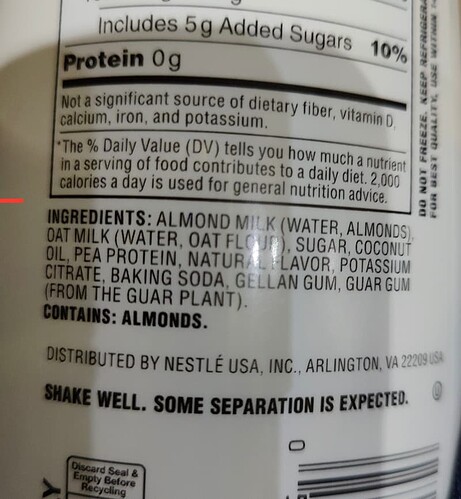 Includes 5g Added Sugars 10%
Protein 0g
Not a significant source of dietary fiber, vitamin D,
calcium, iron, and potassium.
*The % Daily Value (DV) tells you how much a nutrient
in a serving of food contributes to a daily diet. 2,000
calories a day is used for general nutrition advice.
INGREDIENTS: ALMOND MILK (WATER, ALMONDS),
OAT MILK (WATER, OAT FLOUR), SUGAR, COCONUT
OIL, PEA PROTEIN, NATURAL FLAVOR, POTASSIUM
CITRATE, BAKING SODA, GELLAN GUM, GUAR GUM
(FROM THE GUAR PLANT).
CONTAINS: ALMONDS.
DISTRIBUTED BY NESTLÉ USA, INC., ARLINGTON, VA 22209 USA
SHAKE WELL. SOME SEPARATION IS EXPECTED.
DO NOT FREEZE. KEEP
FOR BEST QUALITY, USE WITHIN
Discard Seal &
Empty Before
Recycling